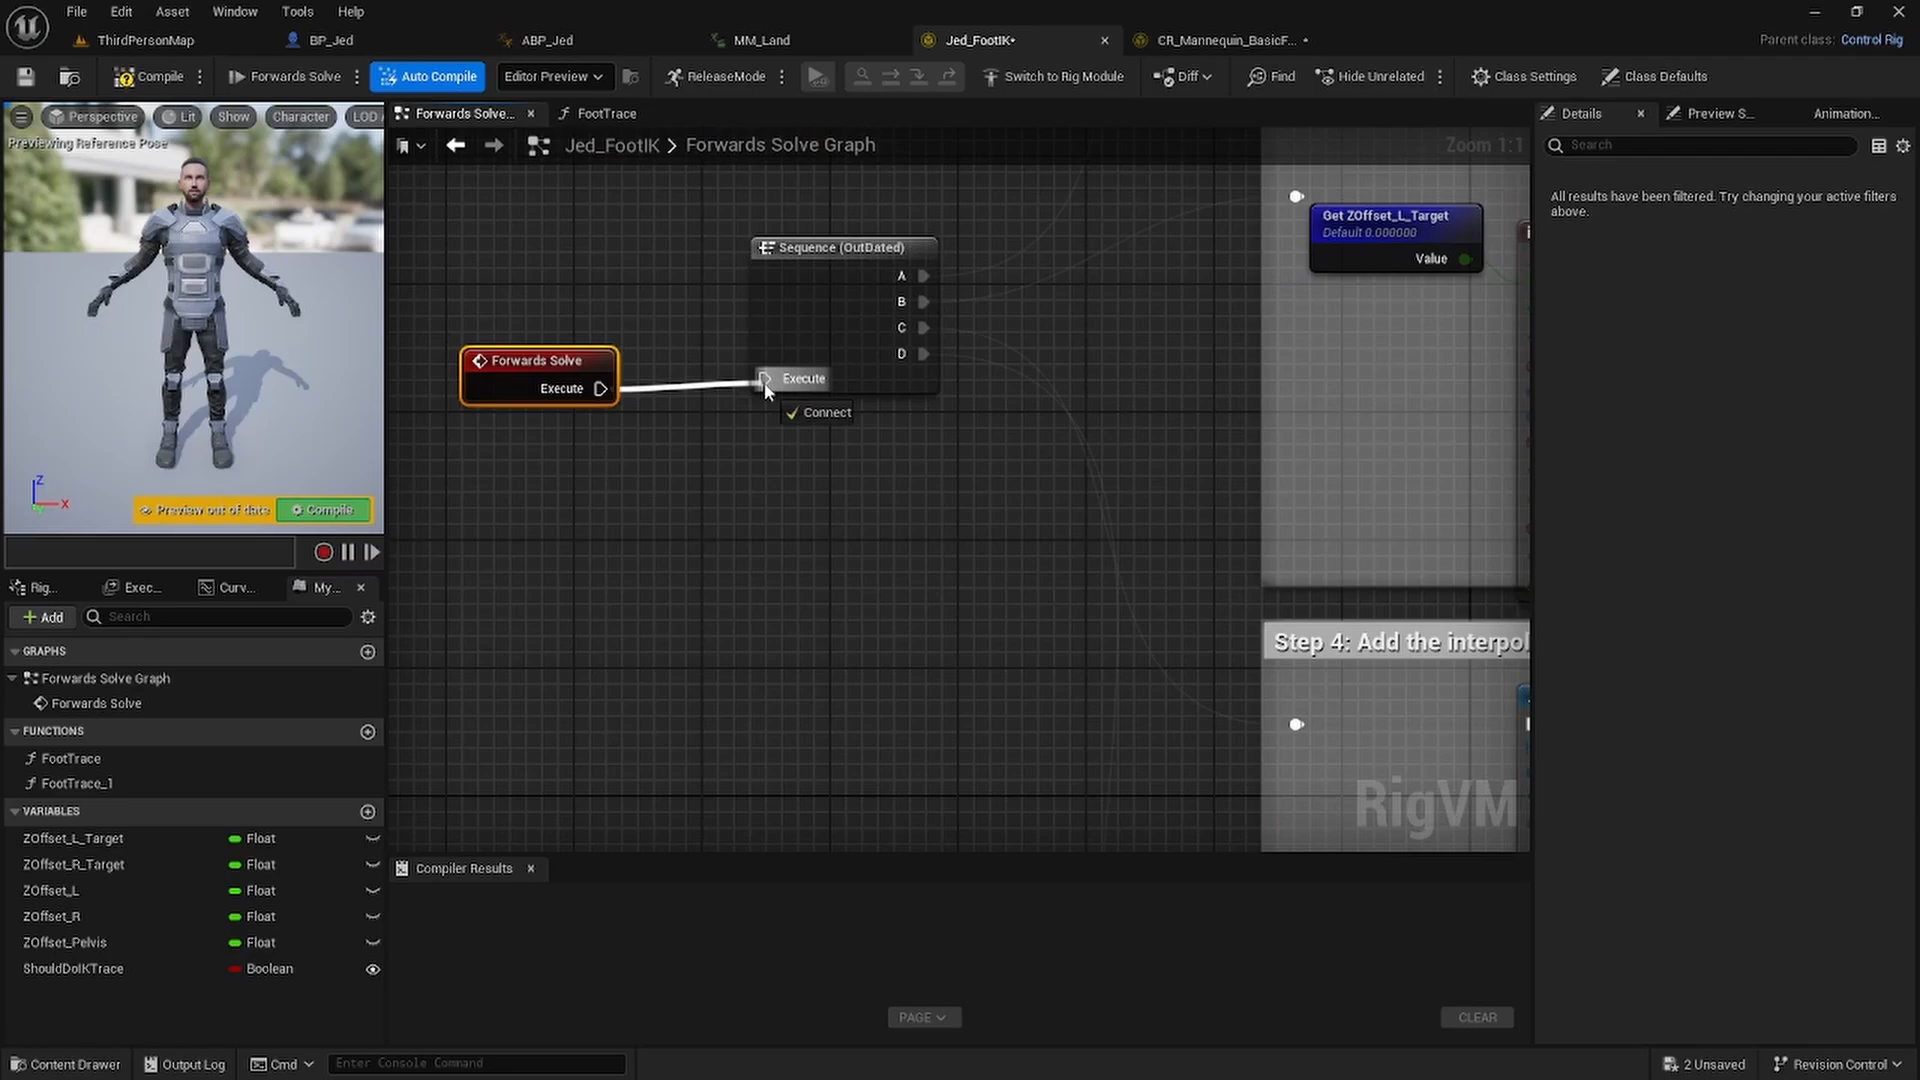 File Edit Asset Window Tools Help
ThirdPersonMap BP_Jed ABP_Jed MM_Land Jed_FootIK• CR_Mannequin_BasicF... •
Parent class: Control Rig
Compile Forwards Solve Auto Compile Editor Preview ReleaseMode Switch to Rig Module Diff Find Hide Unrelated Class Settings Class Defaults
Perspective Lit Show Character LOD
Previewing Reference Pose
Z
X
Preview out of date Compile
Forwards Solve... FootTrace
Jed_FootIK > Forwards Solve Graph
Zoom 1:1
Sequence (OutDated)
A
B
C
D
Execute
Connect
Forwards Solve
Execute
Get ZOffset_L_Target
Default 0.000000
Value
Step 4: Add the interpol
RigVM
Details Preview S... Animation...
Search
All results have been filtered. Try changing your active filters
above.
Rig... Exec... Curv... My...
Add Search
GRAPHS
Forwards Solve Graph
Forwards Solve
FUNCTIONS
FootTrace
FootTrace_1
VARIABLES
ZOffset_L_Target Float
ZOffset_R_Target Float
ZOffset_L Float
ZOffset_R Float
ZOffset_Pelvis Float
ShouldDoIKTrace Boolean
Compiler Results
PAGE CLEAR
Content Drawer Output Log Cmd Enter Console Command 2 Unsaved Revision Control